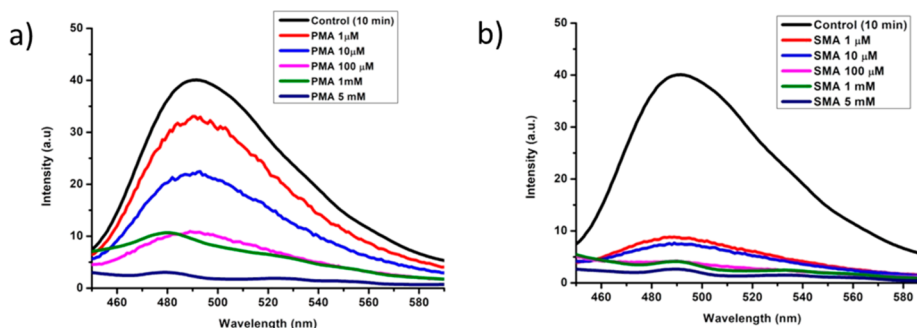 a)
Control (10 min)
PMA 1μM
PMA 10μM
PMA 100 μM
PMA 1mM
PMA 5 mM
Intensity (a.u)
50
40
30
20
10
0
460 480 500 520 540 560 580
Wavelength (nm)
b)
Control (10 min)
SMA 1 μM
SMA 10 μM
SMA 100 μM
SMA 1 mM
SMA 5 mM
Intensity (a.u.)
50
40
30
20
10
0
460 480 500 520 540 560 580
Wavelength (nm)